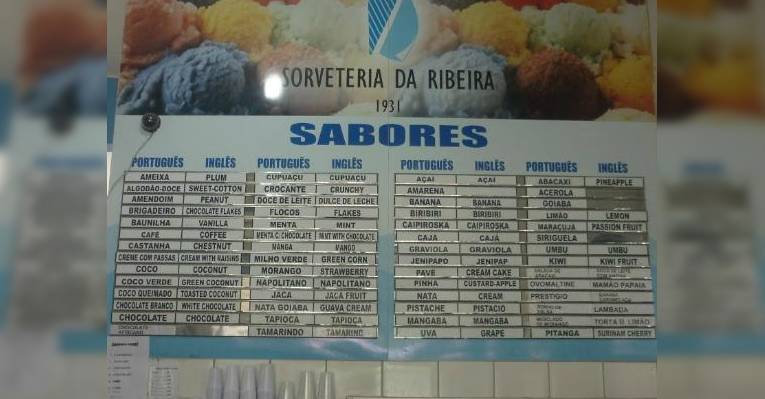 SORVETERIA DA RIBEIRA
1931
SABORES
PORTUGUÊS INGLÊS PORTUGUÊS INGLÊS
AMEIXA PLUM CUPUAÇU CUPUAÇU
ALGODÃO-DOCE SWEET-COTTON CROCANTE CRUNCHY
AMENDOIM PEANUT DOCE DE LEITE DULCE DE LECHE
BRIGADEIRO CHOCOLATE FLAKES FLOCOS FLAKES
BAUNILHA VANILLA MENTA MINT
CAFÉ COFFEE MENTA C/ CHOCOLATE MINT WITH CHOCOLATE
CASTANHA CHESTNUT MANGA MANGO
CREME COM PASSAS CREAM WITH RAISINS MILHO VERDE GREEN CORN
COCO COCONUT MORANGO STRAWBERRY
COCO VERDE GREEN COCONUT NAPOLITANO NAPOLITANO
COCO QUEIMADO TOASTED COCONUT JACA JACA FRUIT
CHOCOLATE BRANCO WHITE CHOCOLATE NATA GOIABA GUAVA CREAM
CHOCOLATE CHOCOLATE TAPIOCA TAPIOCA
CHOCOLATE TAMARINDO TAMARIND
PORTUGUÊS INGLÊS PORTUGUÊS INGLÊS
AÇAI AÇAI ABACAXI PINEAPPLE
AMARENA ACEROLA
BANANA BANANA GOIABA
BIRIBIRI BIRIBIRI LIMÃO LEMON
CAIPIROSKA CAIPIROSKA MARACUJA PASSION FRUIT
CAJÁ CAJÁ SIRIGUELA
GRAVIOLA GRAVIOLA UMBU UMBU
JENIPAPO JENIPAP KIWI KIWI FRUIT
PAVE CREAM CAKE
PINHA CUSTARD-APPLE OVOMALTINE MAMÃO PAPAIA
NATA CREAM PRESTIGIO
PISTACHE PISTACIO LAMBADA
MANGABA MANGABA TORTA D. LIMÃO
UVA GRAPE PITANGA SURINAM CHERRY